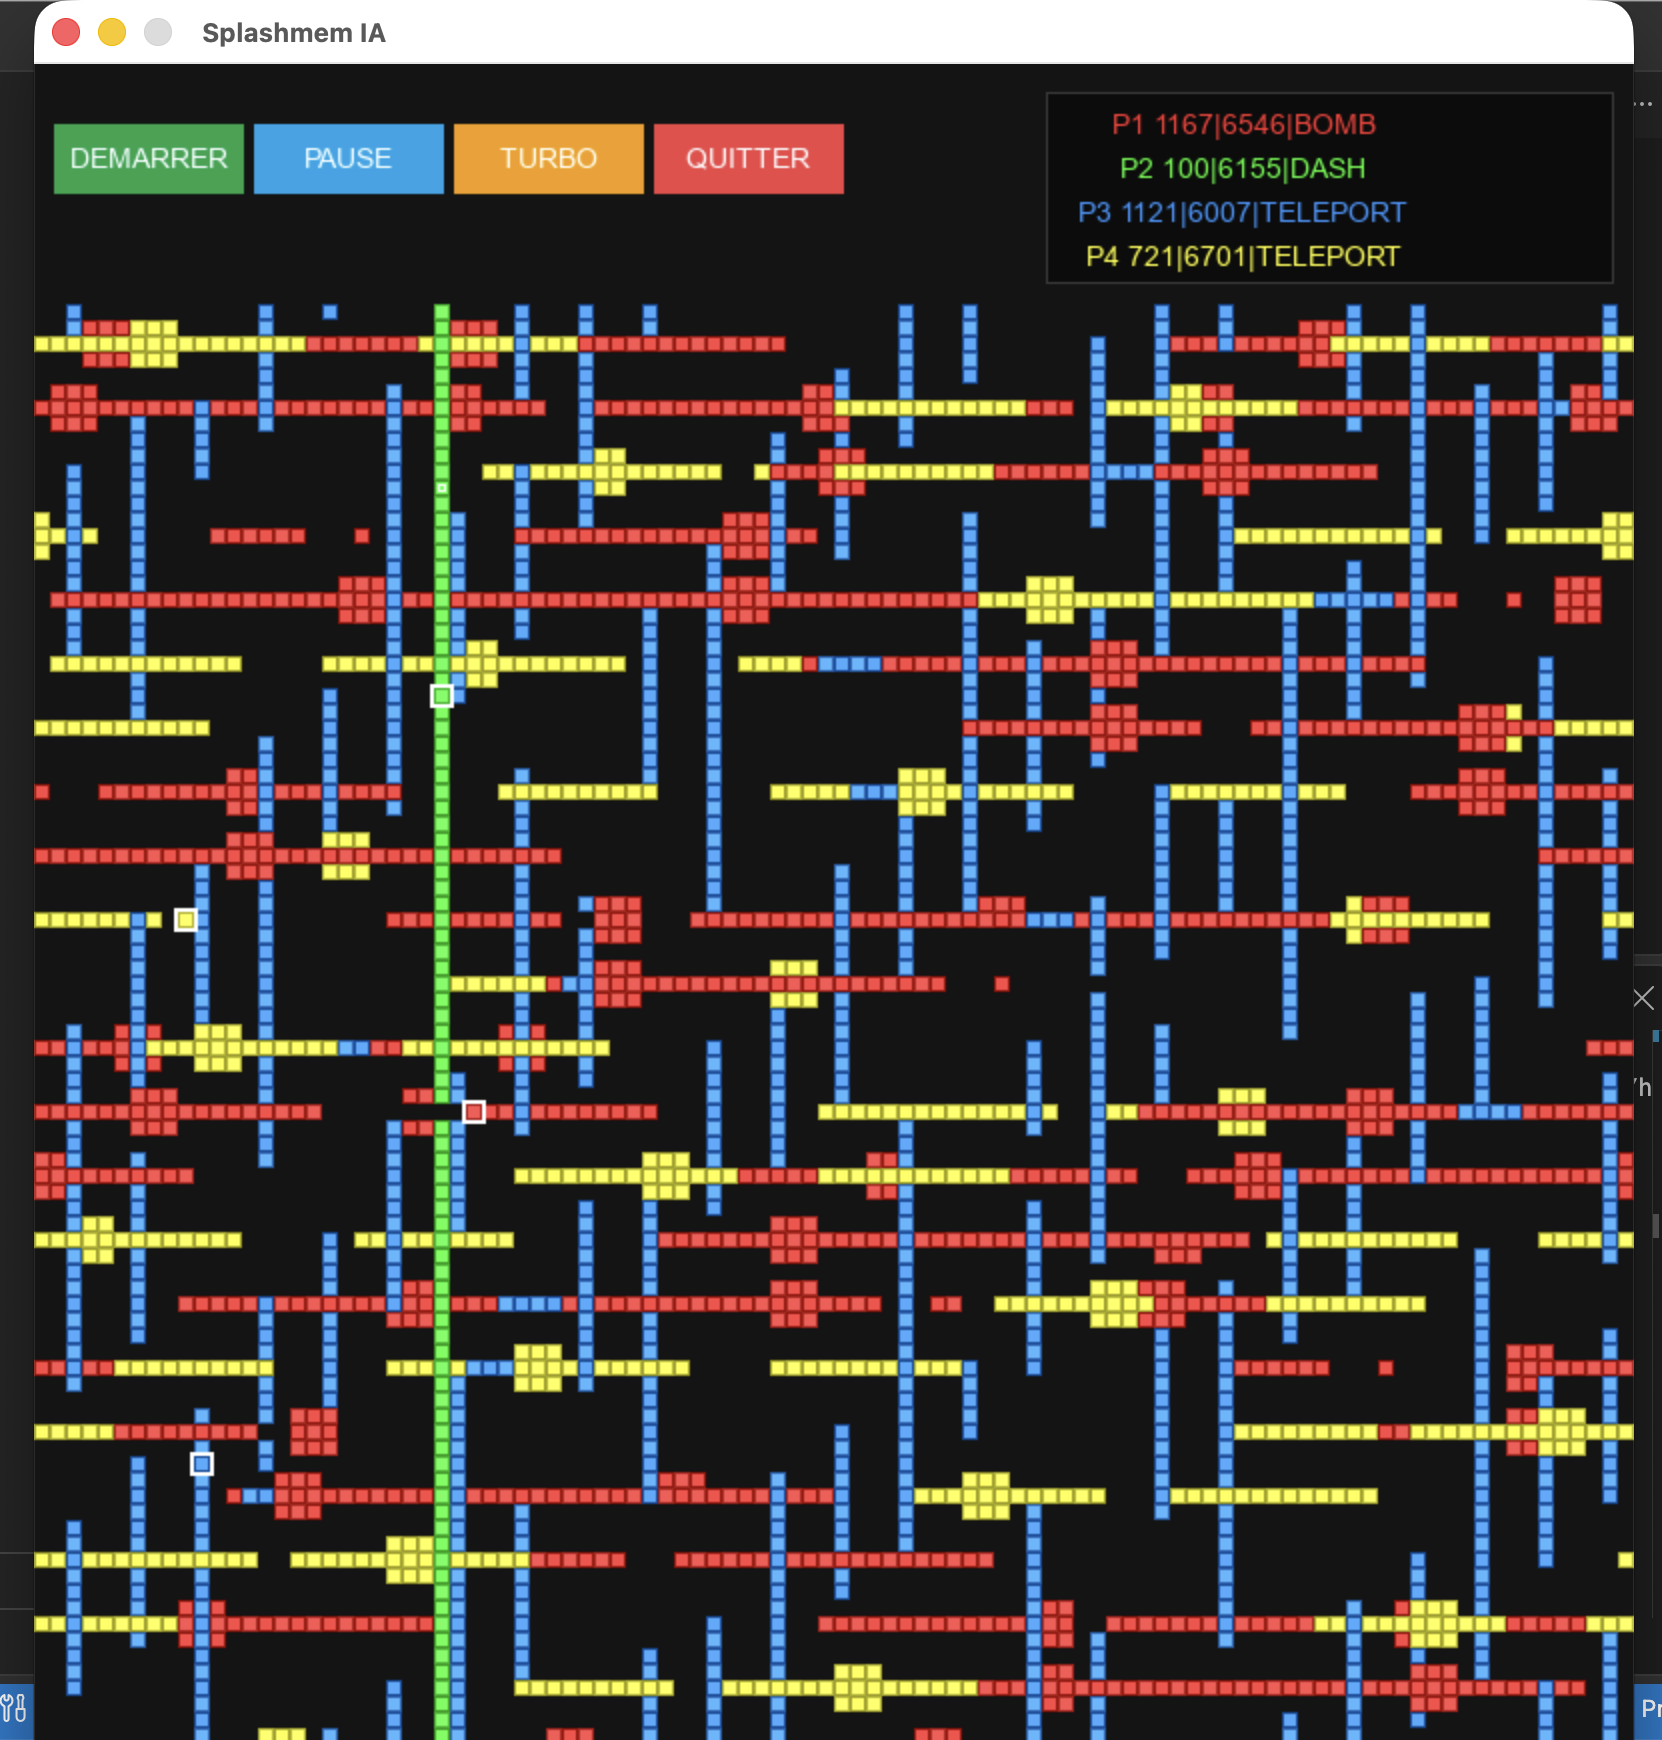 Splashmem IA
DEMARRER PAUSE TURBO QUITTER
P1 1167|6546|BOMB
P2 100|6155|DASH
P3 1121|6007|TELEPORT
P4 721|6701|TELEPORT